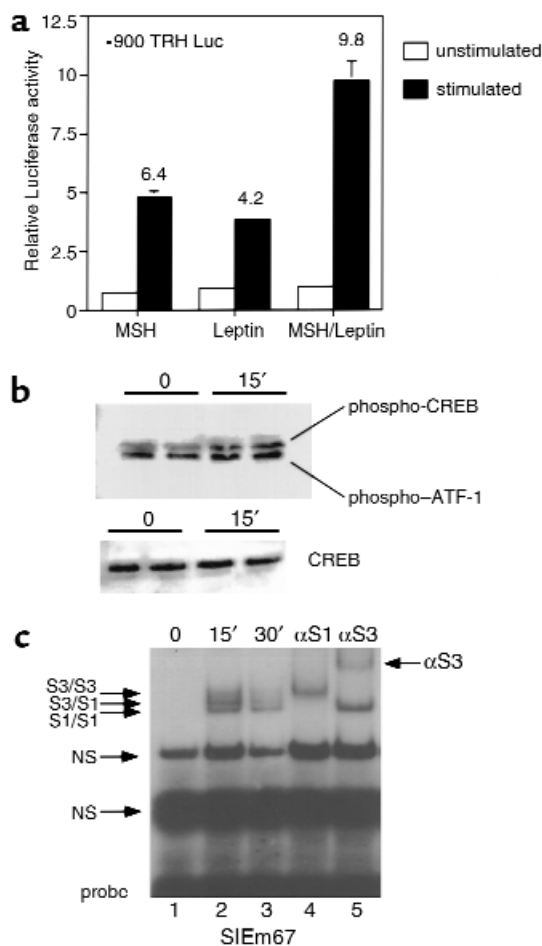 a
-900 TRH Luc
Relative Luciferase activity
12.5
10
7.5
5
2.5
0
6.4
4.2
9.8
MSH
Leptin
MSH/Leptin
unstimulated
stimulated
b
0 15′
phospho-CREB
phospho–ATF-1
0 15′
CREB
c
0 15′ 30′ αS1 αS3
αS3
S3/S3
S3/S1
S1/S1
NS
NS
probe
1 2 3 4 5
SIEm67